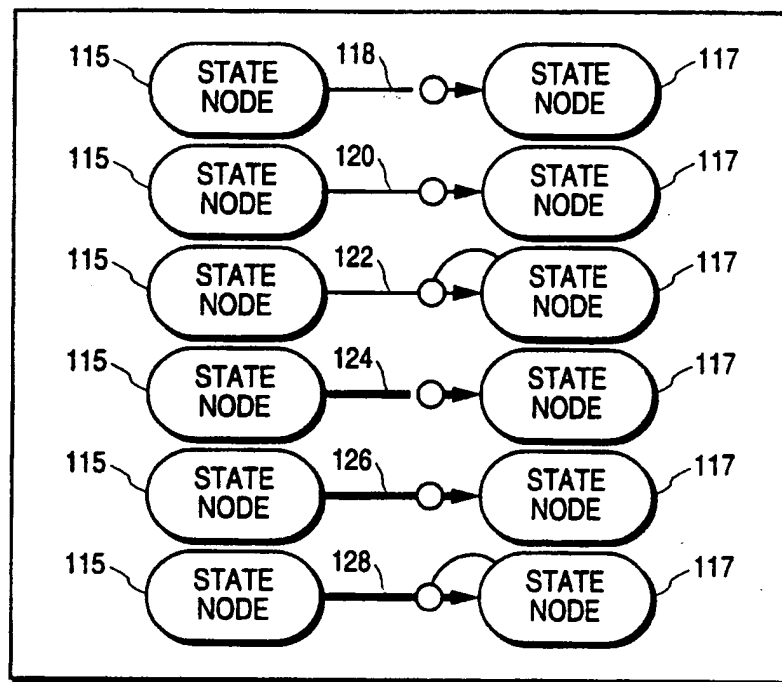 115 STATE NODE 118 STATE NODE 117
115 STATE NODE 120 STATE NODE 117
115 STATE NODE 122 STATE NODE 117
115 STATE NODE 124 STATE NODE 117
115 STATE NODE 126 STATE NODE 117
115 STATE NODE 128 STATE NODE 117